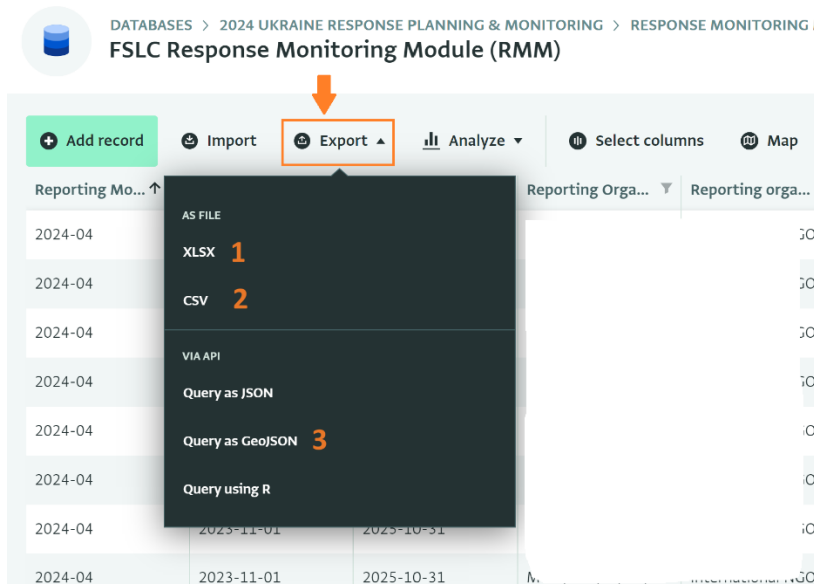 DATABASES > 2024 UKRAINE RESPONSE PLANNING & MONITORING > RESPONSE MONITORING
FSLC Response Monitoring Module (RMM)
Add record Import Export Analyze Select columns Map
Reporting Mo... Reporting Orga... Reporting orga...
AS FILE
XLSX 1
CSV 2
VIA API
Query as JSON
Query as GeoJSON 3
Query using R
2024-04
2024-04
2024-04
2024-04
2024-04
2024-04
2024-04 2023-11-01 2025-10-31
2024-04 2023-11-01 2025-10-31 International NGO